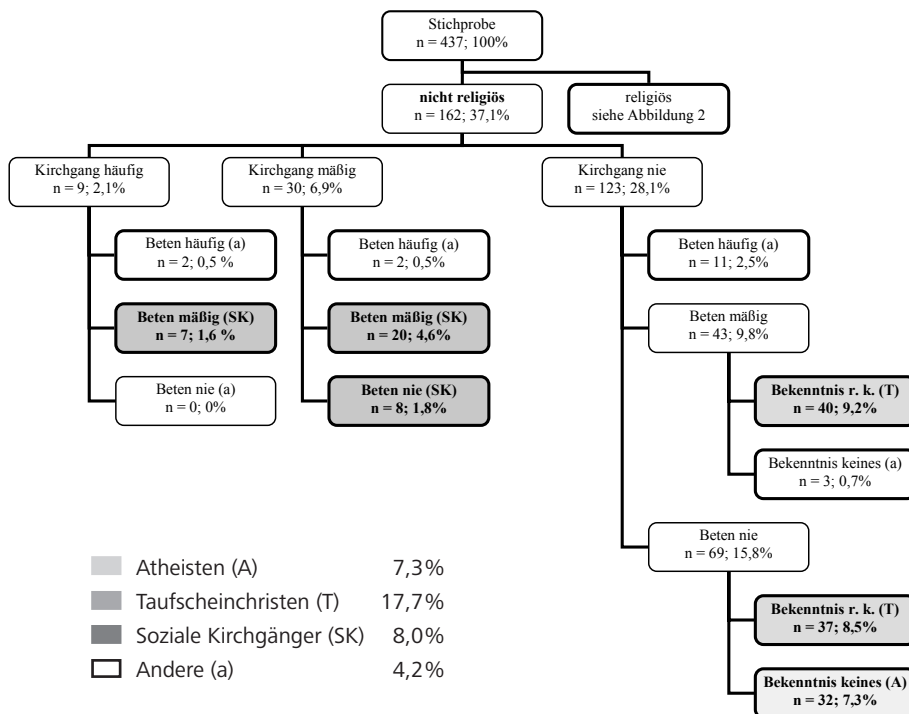 Stichprobe
n = 437; 100%
nicht religiös
n = 162; 37,1%
religiös
siehe Abbildung 2
Kirchgang häufig
n = 9; 2,1%
Kirchgang mäßig
n = 30; 6,9%
Kirchgang nie
n = 123; 28,1%
Beten häufig (a)
n = 2; 0,5 %
Beten mäßig (SK)
n = 7; 1,6 %
Beten nie (a)
n = 0; 0%
Beten häufig (a)
n = 2; 0,5%
Beten mäßig (SK)
n = 20; 4,6%
Beten nie (SK)
n = 8; 1,8%
Beten häufig (a)
n = 11; 2,5%
Beten mäßig
n = 43; 9,8%
Bekenntnis r. k. (T)
n = 40; 9,2%
Bekenntnis keines (a)
n = 3; 0,7%
Beten nie
n = 69; 15,8%
Bekenntnis r. k. (T)
n = 37; 8,5%
Bekenntnis keines (A)
n = 32; 7,3%
Atheisten (A) 7,3%
Taufscheinchristen (T) 17,7%
Soziale Kirchgänger (SK) 8,0%
Andere (a) 4,2%